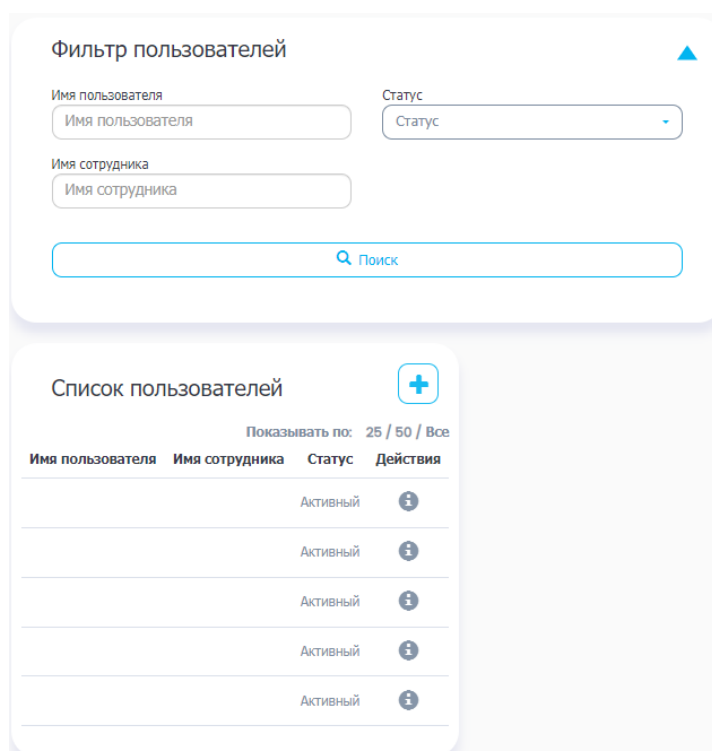 Фильтр пользователей
Имя пользователя Статус
Имя пользователя Статус
Имя сотрудника
Имя сотрудника
Поиск
Список пользователей
Показывать по: 25 / 50 / Все
Имя пользователя Имя сотрудника Статус Действия
Активный
Активный
Активный
Активный
Активный